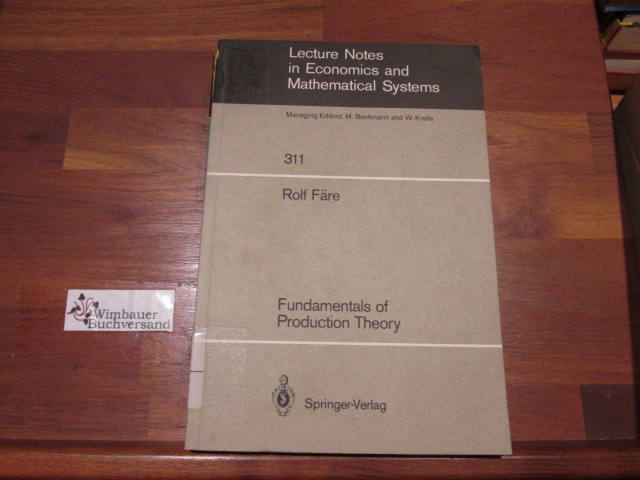 Lecture Notes
in Economics and
Mathematical Systems
Managing Editors: M. Beckmann and W. Krelle
311
Rolf Färe
Fundamentals of
Production Theory
Springer-Verlag
Wimbauer
Buchversand